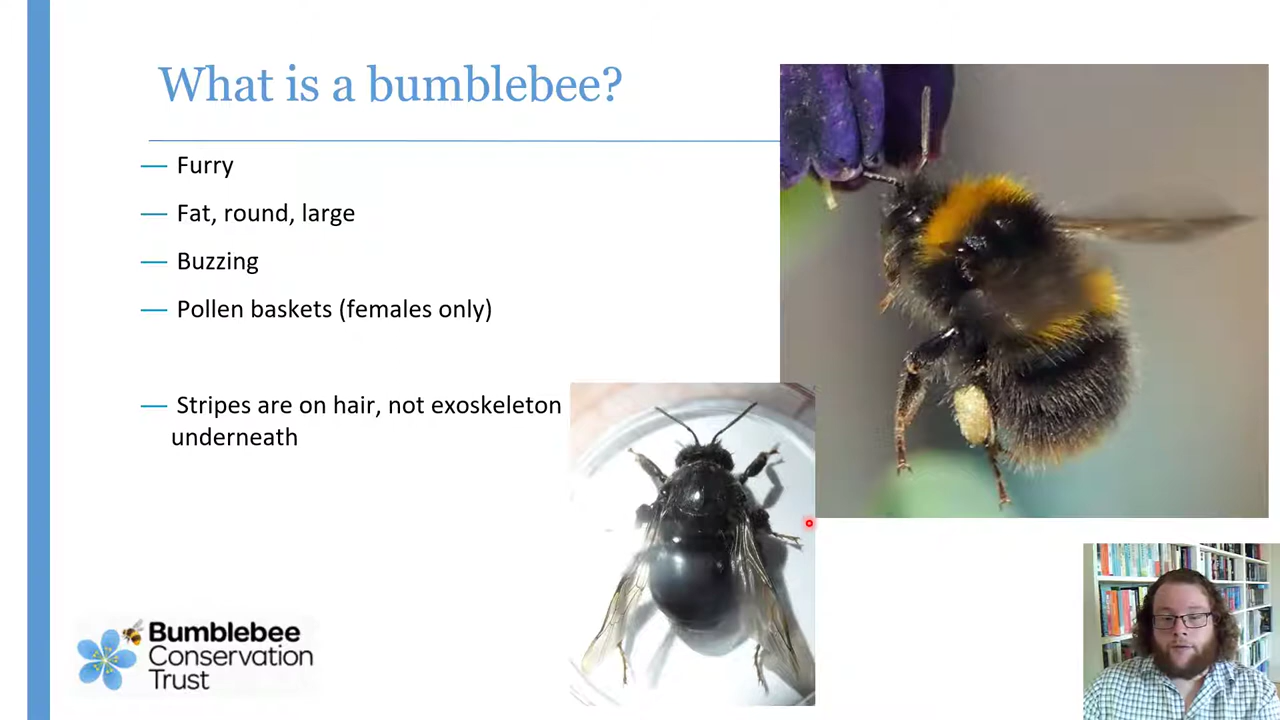 What is a bumblebee?
— Furry
— Fat, round, large
— Buzzing
— Pollen baskets (females only)
— Stripes are on hair, not exoskeleton
underneath
Bumblebee
Conservation
Trust